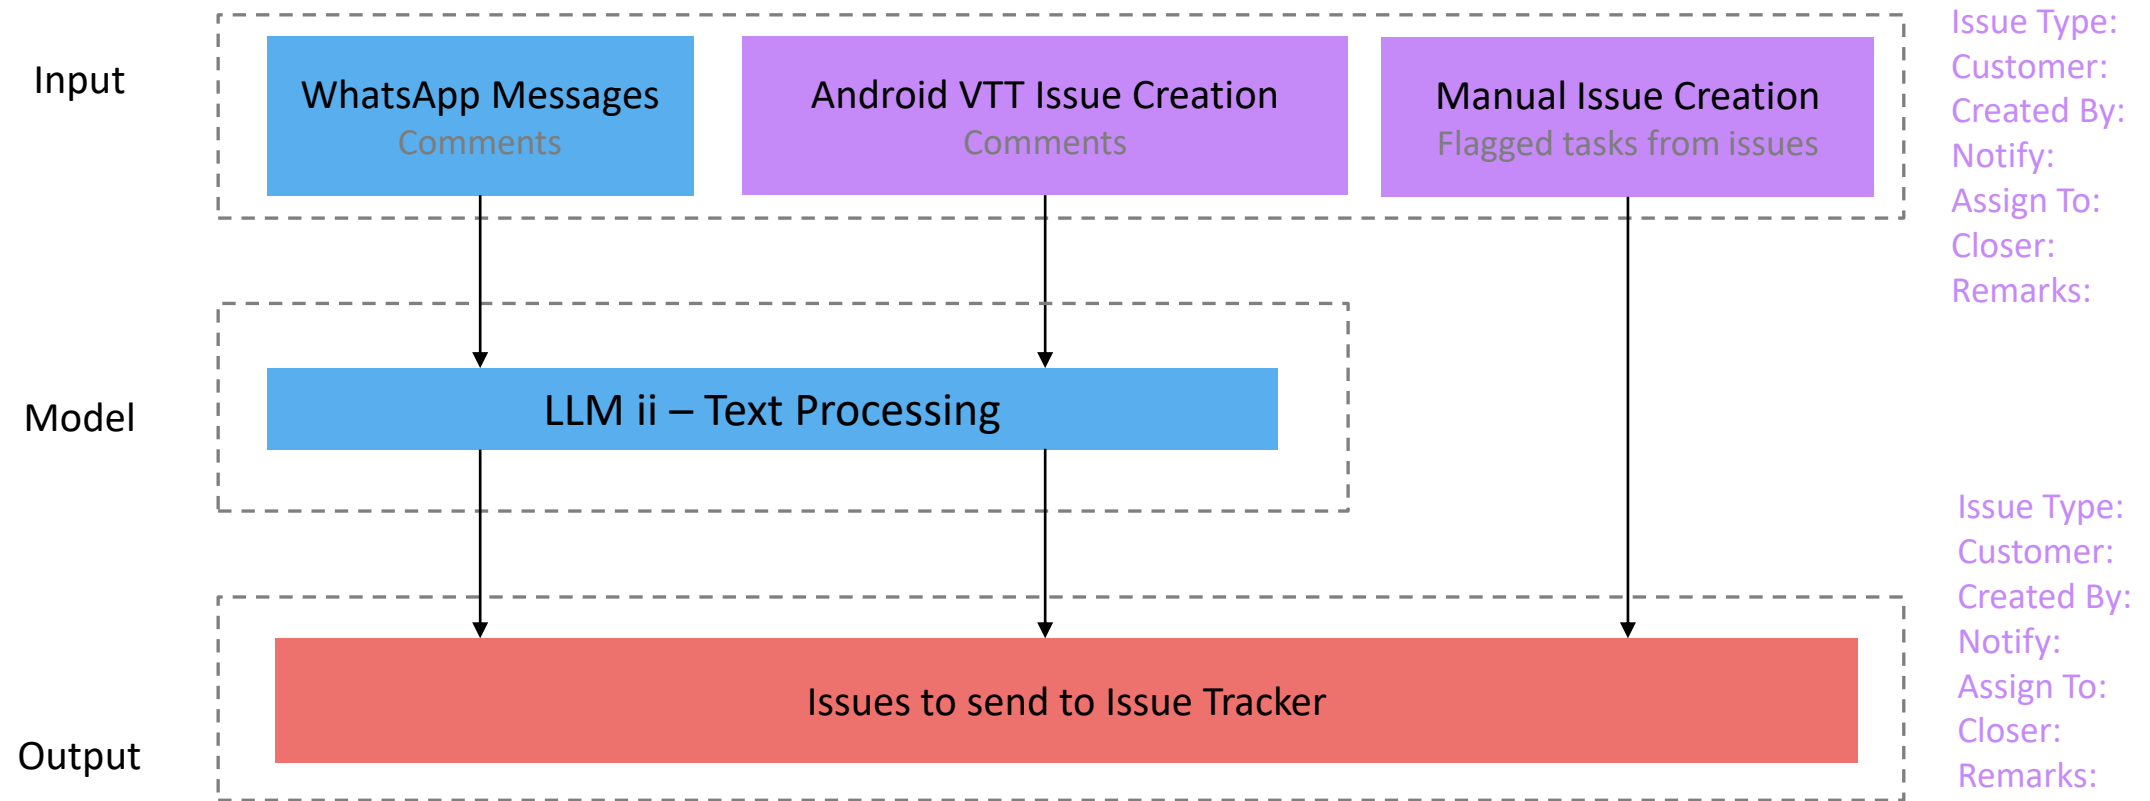 Input
WhatsApp Messages
Comments
Android VTT Issue Creation
Comments
Manual Issue Creation
Flagged tasks from issues
Issue Type:
Customer:
Created By:
Notify:
Assign To:
Closer:
Remarks:
Model
LLM ii – Text Processing
Output
Issues to send to Issue Tracker
Issue Type:
Customer:
Created By:
Notify:
Assign To:
Closer:
Remarks: